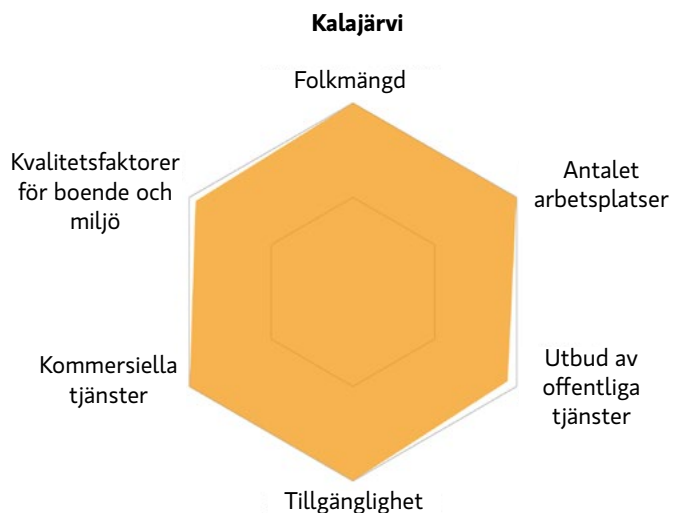 Kalajärvi
Folkmängd
Kvalitetsfaktorer
för boende och
miljö
Antalet
arbetsplatser
Kommersiella
tjänster
Utbud av
offentliga
tjänster
Tillgänglighet